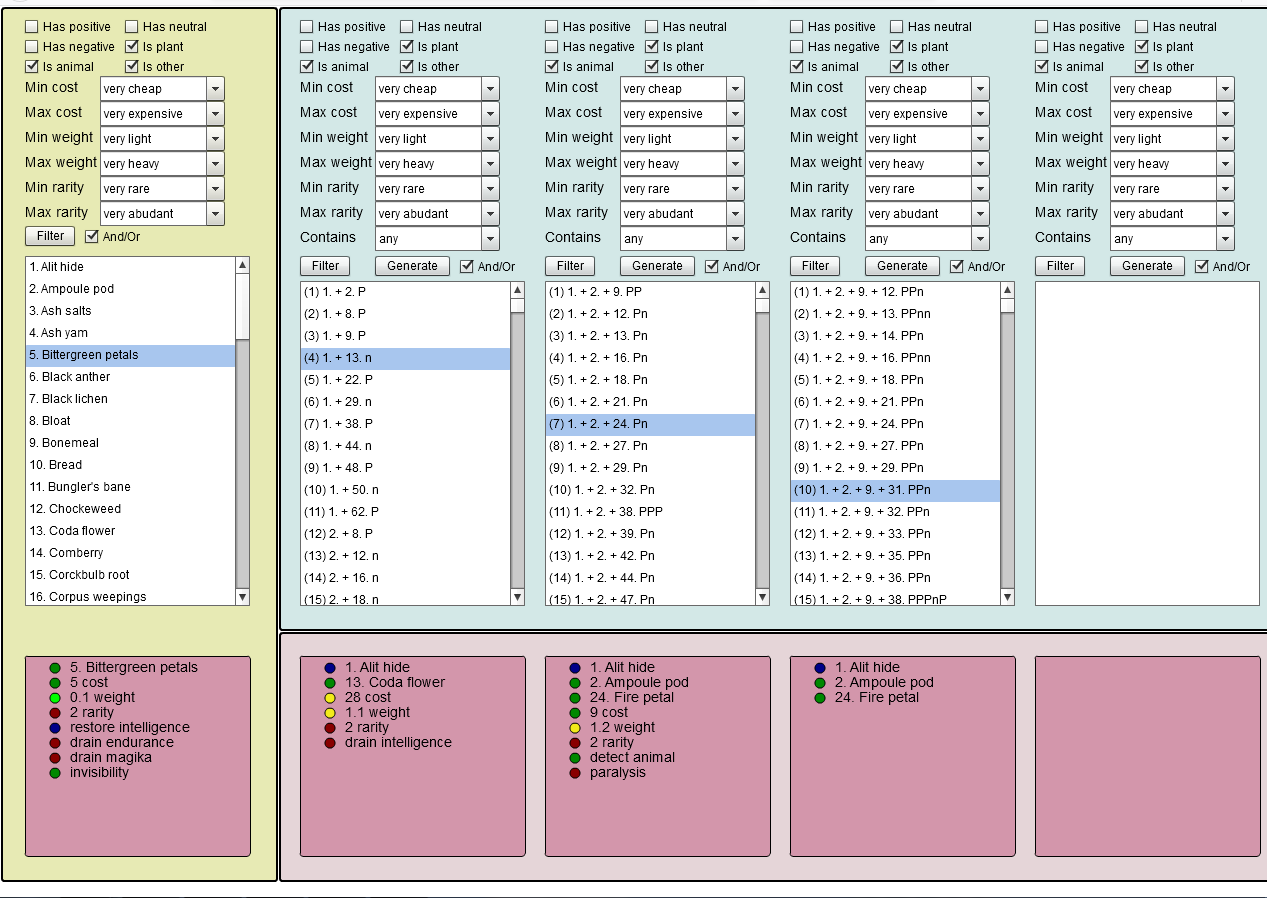 Has positive Has neutral
Has negative Is plant
Is animal Is other
Min cost very cheap
Max cost very expensive
Min weight very light
Max weight very heavy
Min rarity very rare
Max rarity very abudant
Filter And/Or
1. Alit hide
2. Ampoule pod
3. Ash salts
4. Ash yam
5. Bittergreen petals
6. Black anther
7. Black lichen
8. Bloat
9. Bonemeal
10. Bread
11. Bungler's bane
12. Chockeweed
13. Coda flower
14. Comberry
15. Corckbulb root
16. Corpus weepings
5. Bittergreen petals
5 cost
0.1 weight
2 rarity
restore intelligence
drain endurance
drain magika
invisibility
Has positive Has neutral
Has negative Is plant
Is animal Is other
Min cost very cheap
Max cost very expensive
Min weight very light
Max weight very heavy
Min rarity very rare
Max rarity very abudant
Contains any
Filter Generate And/Or
(1) 1. + 2. P
(2) 1. + 8. P
(3) 1. + 9. P
(4) 1. + 13. n
(5) 1. + 22. P
(6) 1. + 29. n
(7) 1. + 38. P
(8) 1. + 44. n
(9) 1. + 48. P
(10) 1. + 50. n
(11) 1. + 62. P
(12) 2. + 8. P
(13) 2. + 12. n
(14) 2. + 16. n
(15) 2. + 18. n
1. Alit hide
13. Coda flower
28 cost
1.1 weight
2 rarity
drain intelligence
Has positive Has neutral
Has negative Is plant
Is animal Is other
Min cost very cheap
Max cost very expensive
Min weight very light
Max weight very heavy
Min rarity very rare
Max rarity very abudant
Contains any
Filter Generate And/Or
(1) 1. + 2. + 9. PP
(2) 1. + 2. + 12. Pn
(3) 1. + 2. + 13. Pn
(4) 1. + 2. + 16. Pn
(5) 1. + 2. + 18. Pn
(6) 1. + 2. + 21. Pn
(7) 1. + 2. + 24. Pn
(8) 1. + 2. + 27. Pn
(9) 1. + 2. + 29. Pn
(10) 1. + 2. + 32. Pn
(11) 1. + 2. + 38. PPP
(12) 1. + 2. + 39. Pn
(13) 1. + 2. + 42. Pn
(14) 1. + 2. + 44. Pn
(15) 1. + 2. + 47. Pn
1. Alit hide
2. Ampoule pod
24. Fire petal
9 cost
1.2 weight
2 rarity
detect animal
paralysis
Has positive Has neutral
Has negative Is plant
Is animal Is other
Min cost very cheap
Max cost very expensive
Min weight very light
Max weight very heavy
Min rarity very rare
Max rarity very abudant
Contains any
Filter Generate And/Or
(1) 1. + 2. + 9. + 12. PPn
(2) 1. + 2. + 9. + 13. PPnn
(3) 1. + 2. + 9. + 14. PPn
(4) 1. + 2. + 9. + 16. PPnn
(5) 1. + 2. + 9. + 18. PPn
(6) 1. + 2. + 9. + 21. PPn
(7) 1. + 2. + 9. + 24. PPn
(8) 1. + 2. + 9. + 27. PPn
(9) 1. + 2. + 9. + 29. PPn
(10) 1. + 2. + 9. + 31. PPn
(11) 1. + 2. + 9. + 32. PPn
(12) 1. + 2. + 9. + 33. PPn
(13) 1. + 2. + 9. + 35. PPn
(14) 1. + 2. + 9. + 36. PPn
(15) 1. + 2. + 9. + 38. PPPnP
1. Alit hide
2. Ampoule pod
24. Fire petal
Has positive Has neutral
Has negative Is plant
Is animal Is other
Min cost very cheap
Max cost very expensive
Min weight very light
Max weight very heavy
Min rarity very rare
Max rarity very abudant
Contains any
Filter Generate And/Or